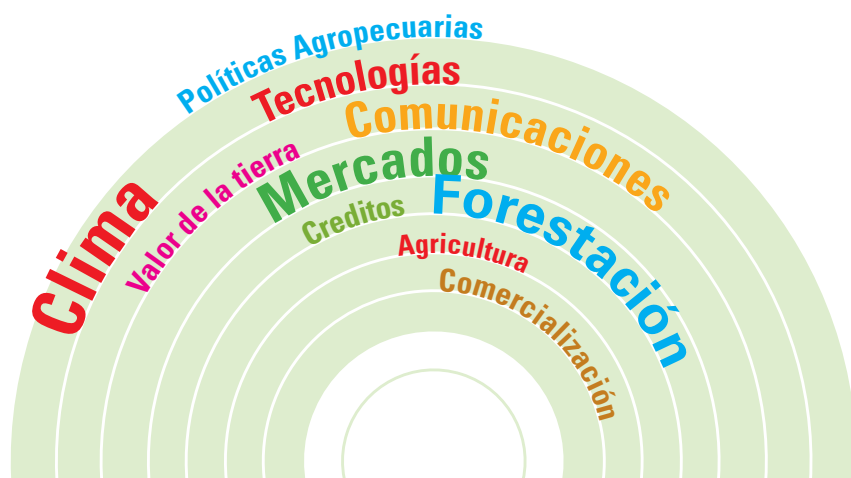 Políticas Agropecuarias
Tecnologías
Comunicaciones
Clima
Valor de la tierra
Mercados
Forestación
Creditos
Agricultura
Comercialización